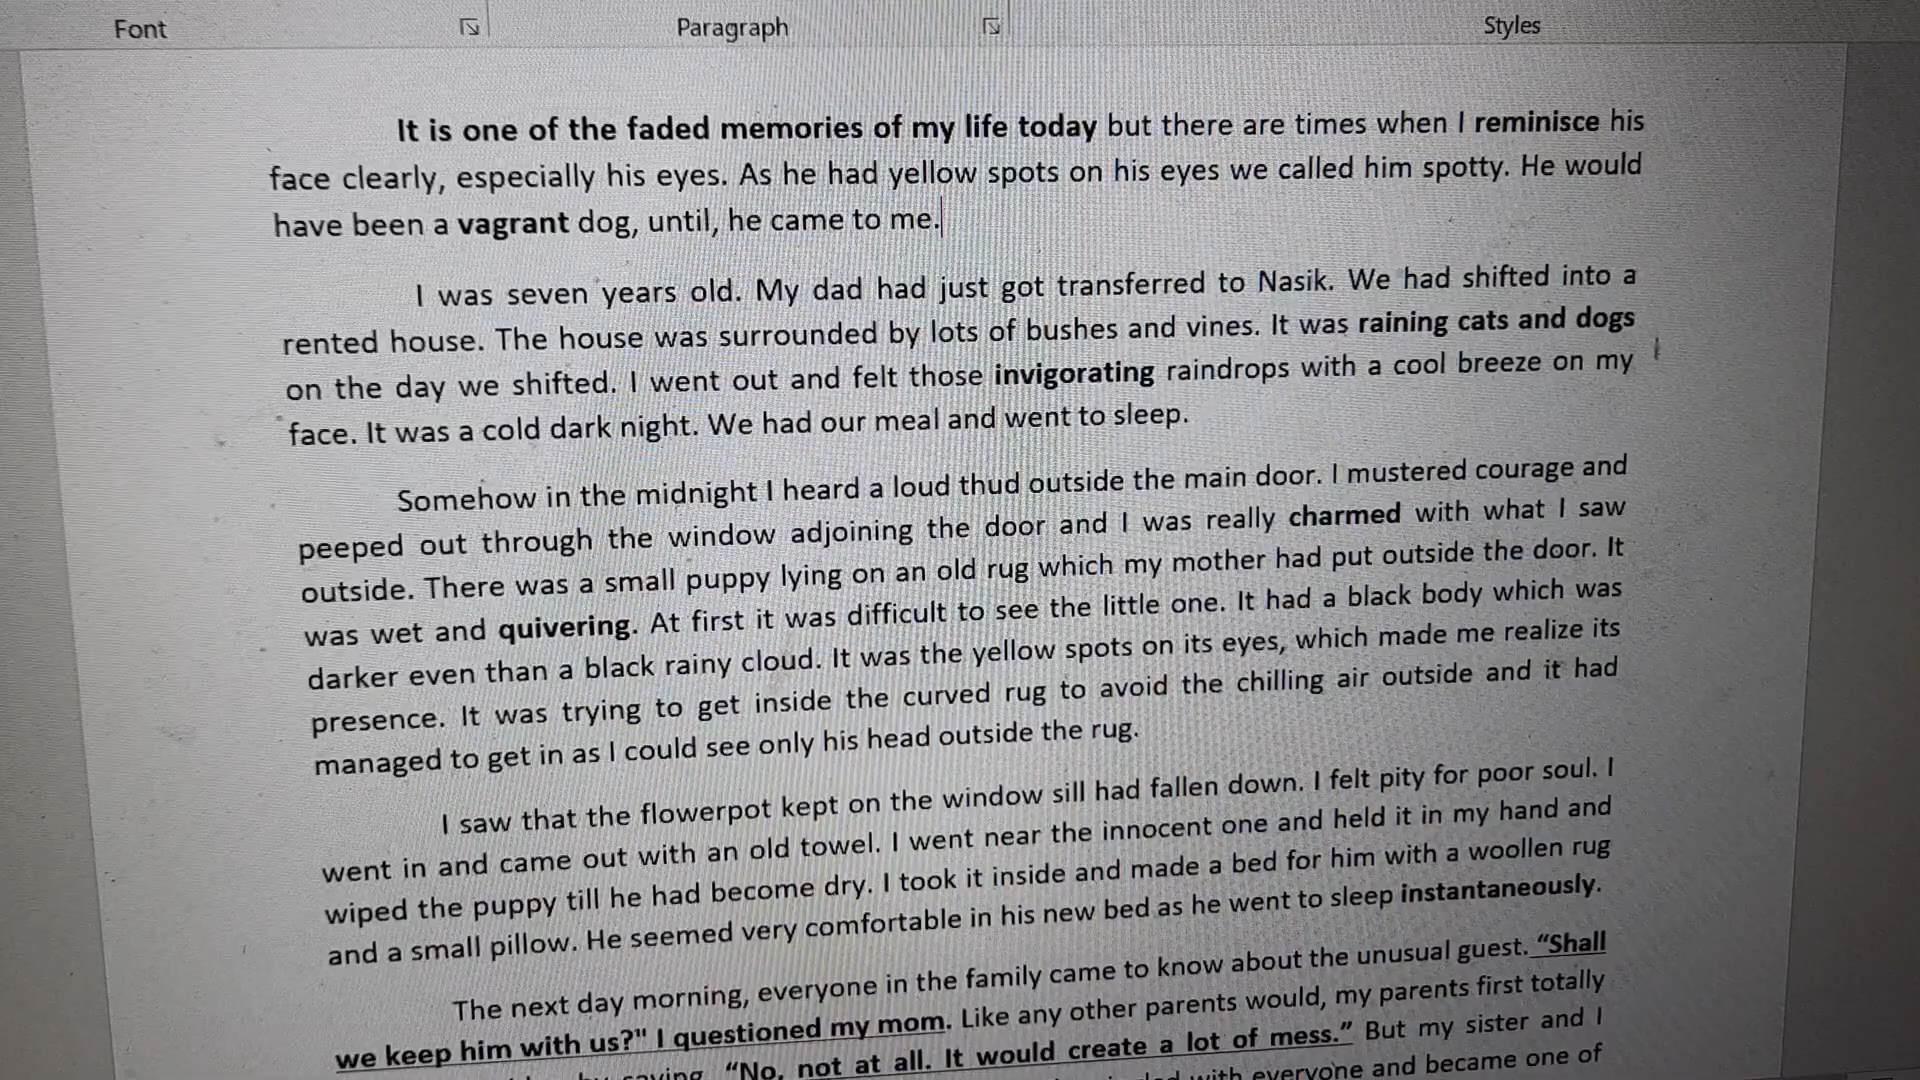 Font Paragraph Styles
It is one of the faded memories of my life today but there are times when I reminisce his
face clearly, especially his eyes. As he had yellow spots on his eyes we called him spotty. He would
have been a vagrant dog, until, he came to me.
I was seven years old. My dad had just got transferred to Nasik. We had shifted into a
rented house. The house was surrounded by lots of bushes and vines. It was raining cats and dogs
on the day we shifted. I went out and felt those invigorating raindrops with a cool breeze on my
face. It was a cold dark night. We had our meal and went to sleep.
Somehow in the midnight I heard a loud thud outside the main door. I mustered courage and
peeped out through the window adjoining the door and I was really charmed with what I saw
outside. There was a small puppy lying on an old rug which my mother had put outside the door. It
was wet and quivering. At first it was difficult to see the little one. It had a black body which was
darker even than a black rainy cloud. It was the yellow spots on its eyes, which made me realize its
presence. It was trying to get inside the curved rug to avoid the chilling air outside and it had
managed to get in as I could see only his head outside the rug.
I saw that the flowerpot kept on the window sill had fallen down. I felt pity for poor soul. I
went in and came out with an old towel. I went near the innocent one and held it in my hand and
wiped the puppy till he had become dry. I took it inside and made a bed for him with a woollen rug
and a small pillow. He seemed very comfortable in his new bed as he went to sleep instantaneously.
The next day morning, everyone in the family came to know about the unusual guest. “Shall
we keep him with us?" I questioned my mom. Like any other parents would, my parents first totally
saying “No, not at all. It would create a lot of mess.” But my sister and I
with everyone and became one of